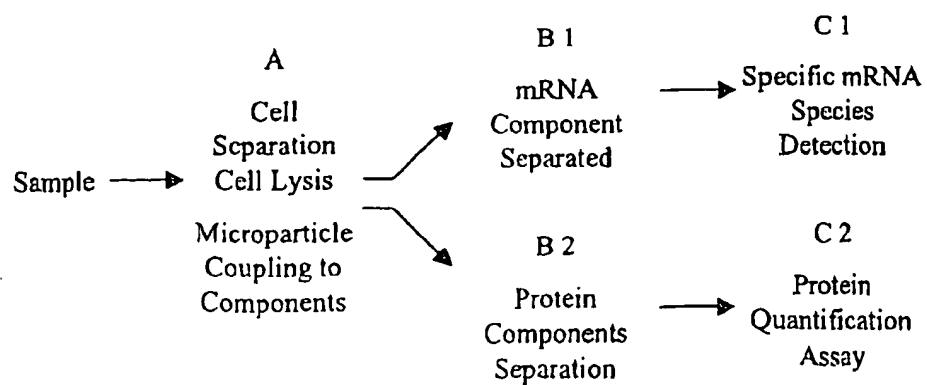 Sample
A
Cell
Separation
Cell Lysis
Microparticle
Coupling to
Components
B 1
mRNA
Component
Separated
C 1
Specific mRNA
Species
Detection
B 2
Protein
Components
Separation
C 2
Protein
Quantification
Assay